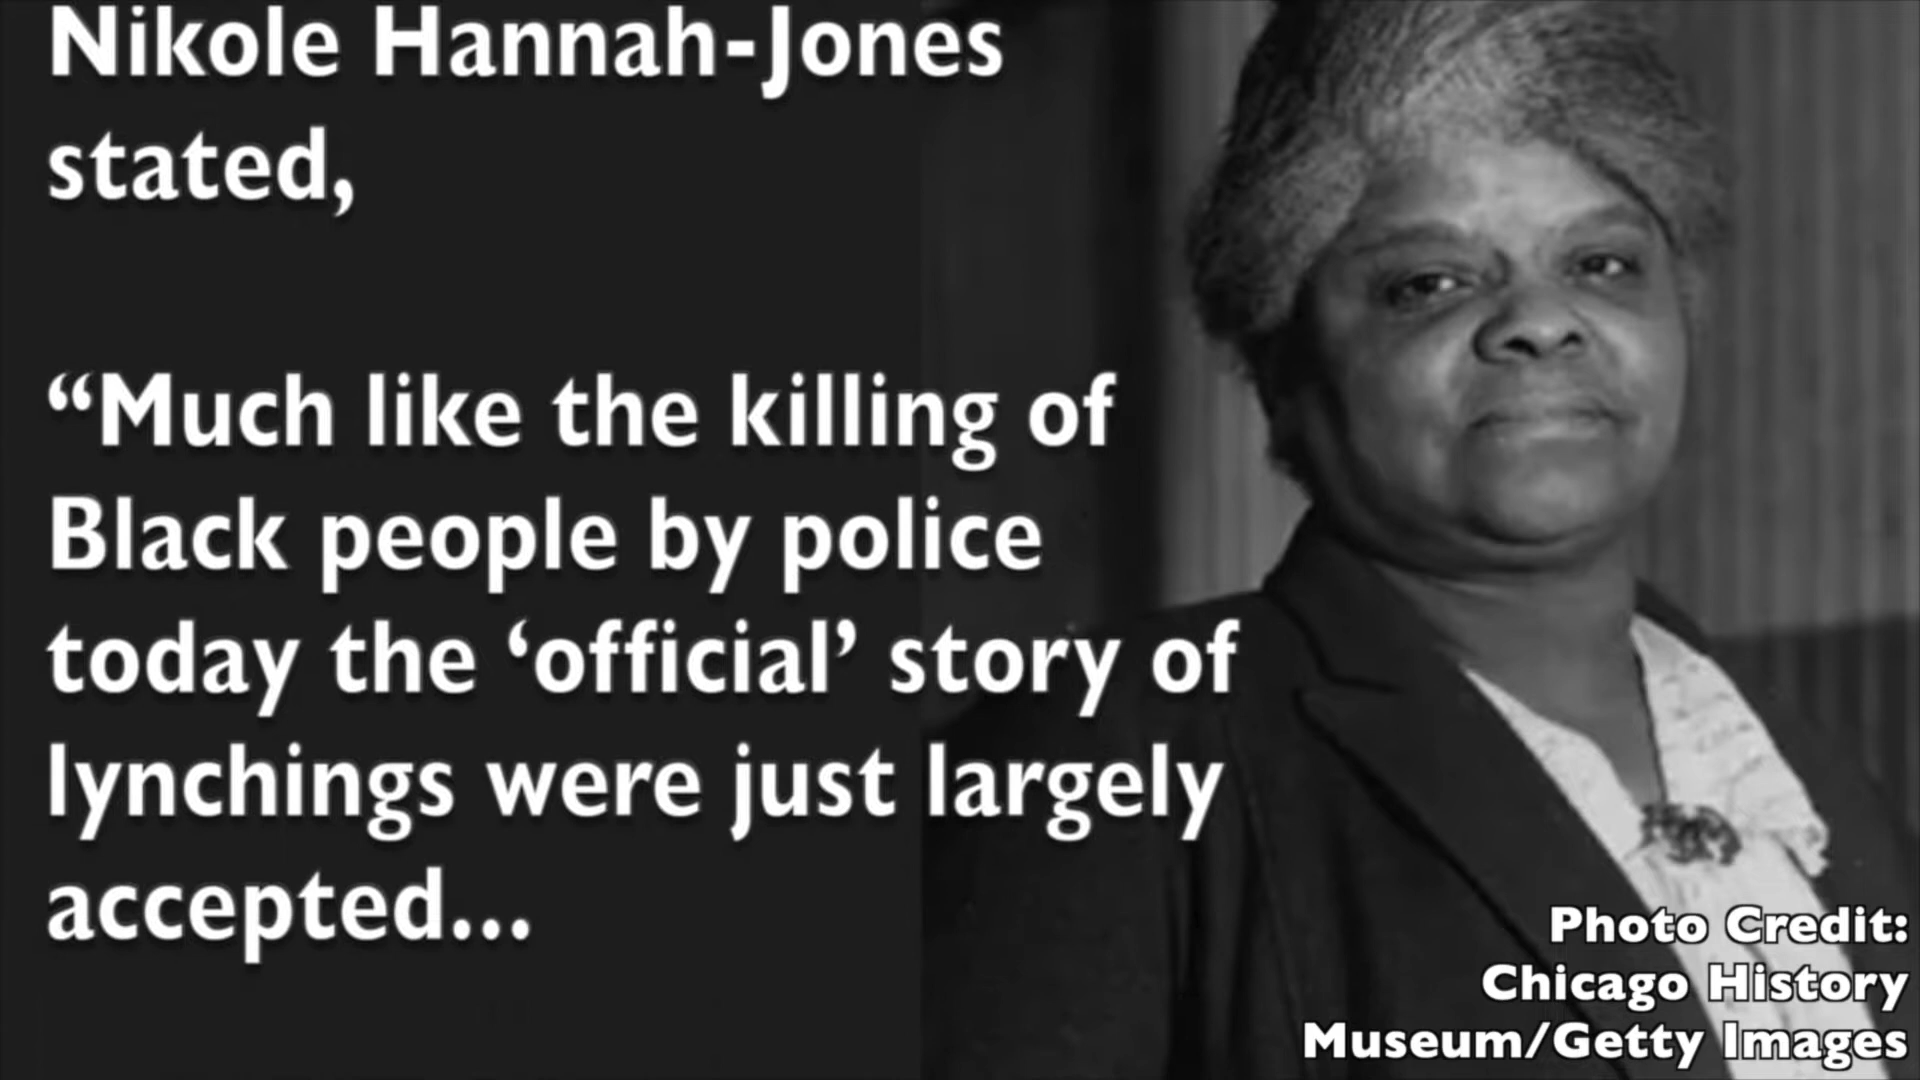 Nikole Hannah-Jones
stated,
“Much like the killing of
Black people by police
today the ‘official’ story of
lynchings were just largely
accepted...
Photo Credit:
Chicago History
Museum/Getty Images